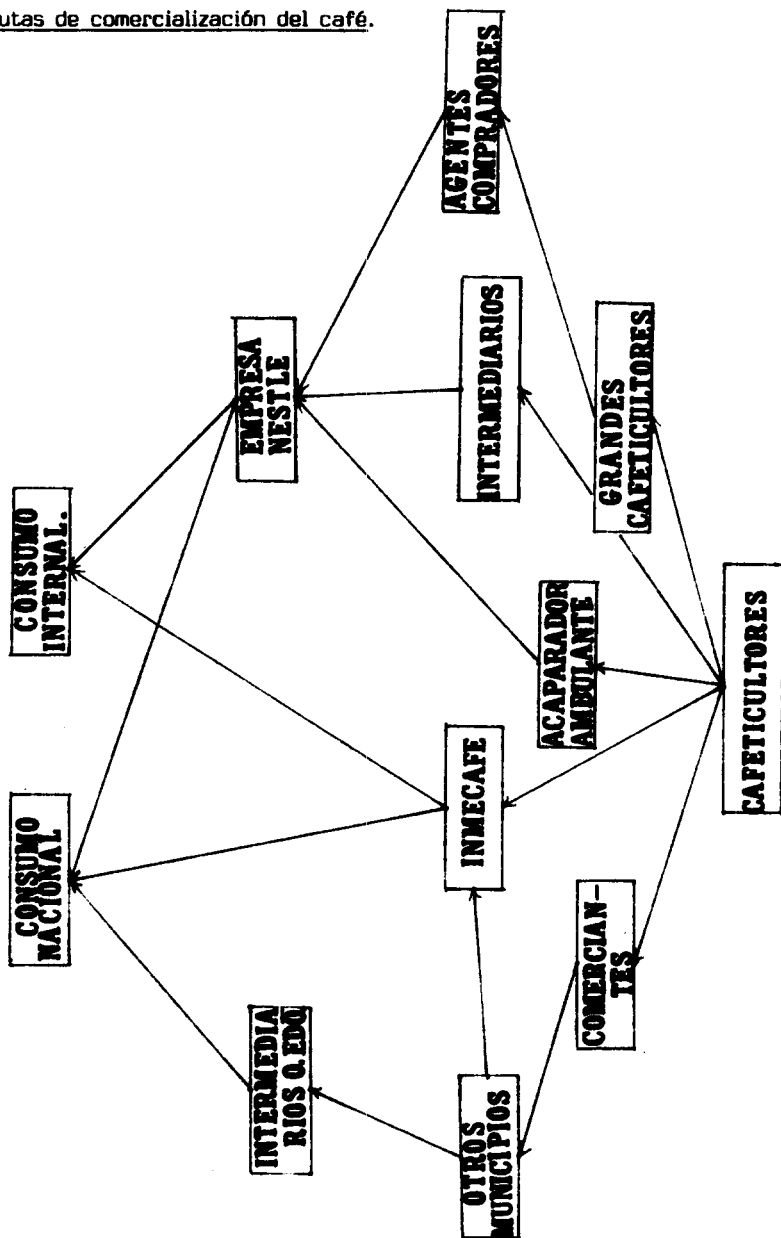 utas de comercialización del café.
CONSUMO
NACIONAL
CONSUMO
INTERNAL.
INTERMEDIA
RIOS O.EDO
EMPRESA
NESTLE
OTROS
MUNICIPIOS
INMECAFE
INTERMEDIARIOS
AGENTES
COMPRADORES
COMERCIAN-
TES
ACAPARADOR
AMBULANTE
GRANDES
CAFETICULTORES
CAFETICULTORES